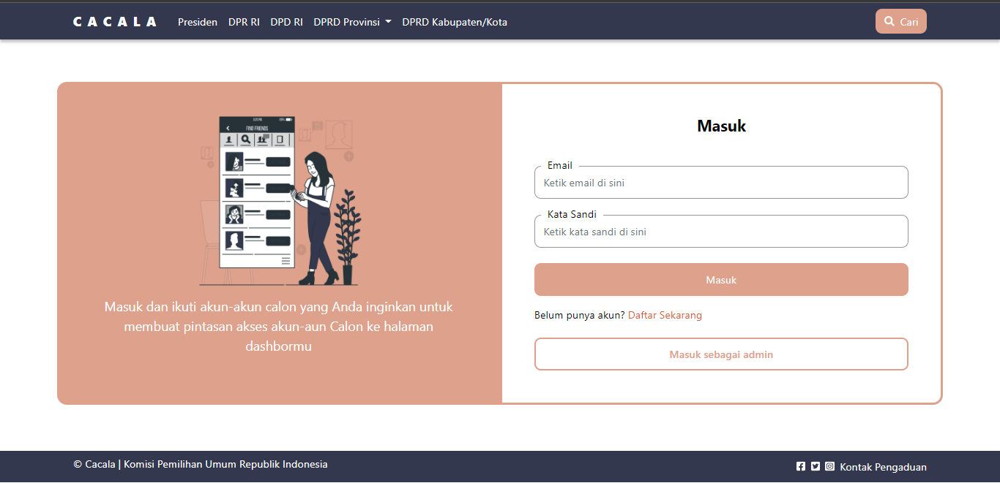 CACALA
Presiden DPR RI DPD RI DPRD Provinsi DPRD Kabupaten/Kota
Cari
FIND FRIENDS
Masuk dan ikuti akun-akun calon yang Anda inginkan untuk
membuat pintasan akses akun-aun Calon ke halaman
dashbormu
Masuk
Email
Ketik email di sini
Kata Sandi
Ketik kata sandi di sini
Masuk
Belum punya akun? Daftar Sekarang
Masuk sebagai admin
© Cacala | Komisi Pemilihan Umum Republik Indonesia
Kontak Pengaduan